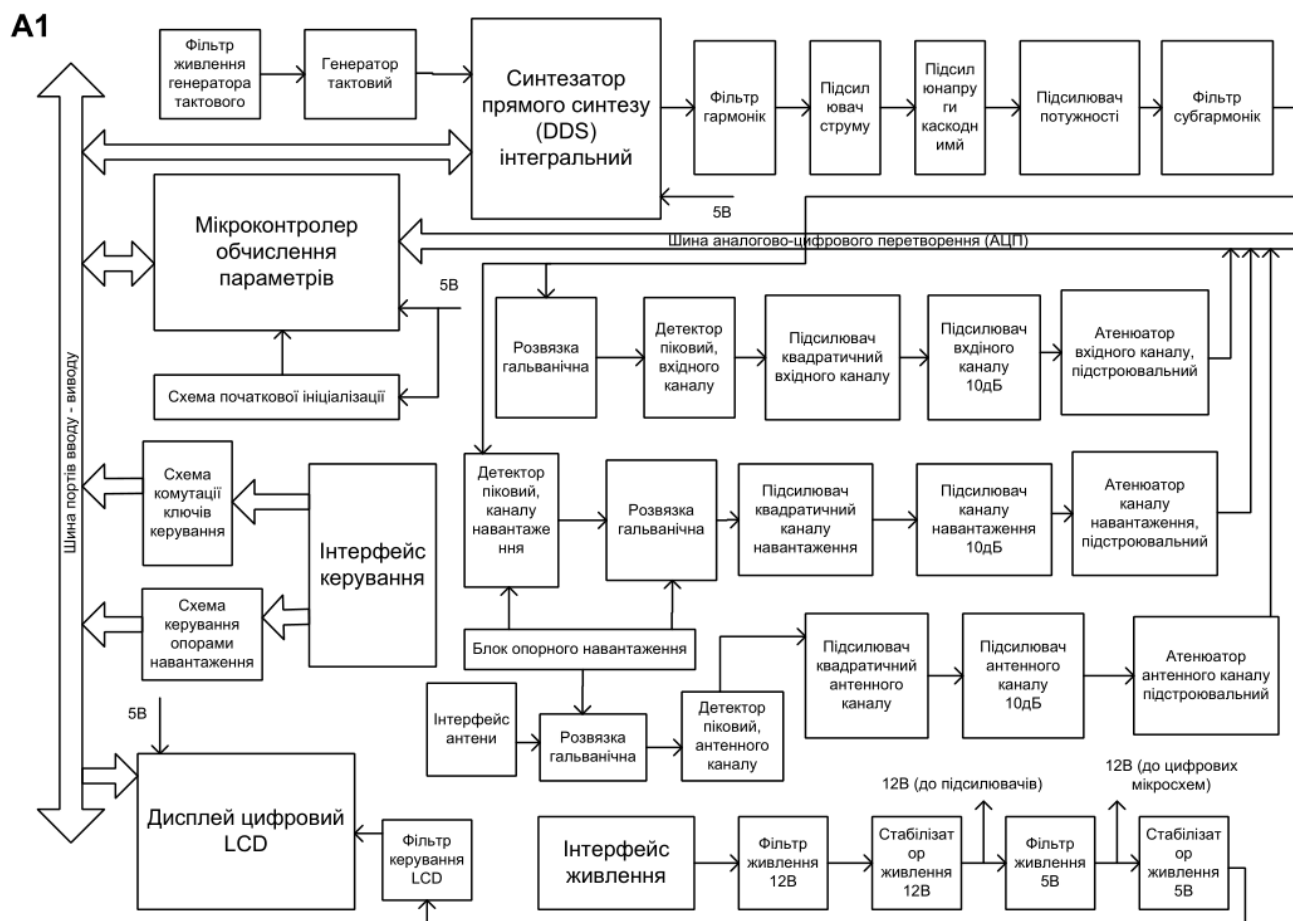 А1
Фільтр
живлення
генератора
тактового
Генератор
тактовий
Синтезатор
прямого синтезу
(DDS)
інтегральний
Фільтр
гармонік
Підсил
ювач
струму
Підсил
юнапру
ги
каскод
нимй
Підсилювач
потужності
Фільтр
субгармонік
5В
Мікроконтролер
обчислення
параметрів
Шина аналогово-цифрового перетворення (АЦП)
5В
Схема початкової ініціалізації
Розвязка
гальванічна
Детектор
піковий,
вхідного
каналу
Підсилювач
квадратичний
вхідного каналу
Підсилювач
вхдіного
каналу
10дБ
Атенюатор
вхідного каналу,
підстроювальний
Шина портів вводу - виводу
Схема
комутації
ключів
керування
Інтерфейс
керування
Схема
керування
опорами
навантаження
Детектор
піковий,
каналу
навантаже
ння
Розвязка
гальванічна
Підсилювач
квадратичний
каналу
навантаження
Підсилювач
каналу
навантаження
10дБ
Атенюатор
каналу
навантаження,
підстроювальний
Блок опорного навантаження
Інтерфейс
антени
Розвязка
гальванічна
Детектор
піковий,
антенного
каналу
Підсилювач
квадратичний
антенного
каналу
Підсилювач
антенного
каналу
10дБ
Атенюатор
антенного каналу
підстроювальний
5В
Дисплей цифровий
LCD
Фільтр
керування
LCD
12В (до підсилювачів)
12В (до цифрових
мікросхем)
Інтерфейс
живлення
Фільтр
живлення
12В
Стабілізат
ор
живлення
12В
Фільтр
живлення
5В
Стабілізат
ор
живлення
5В